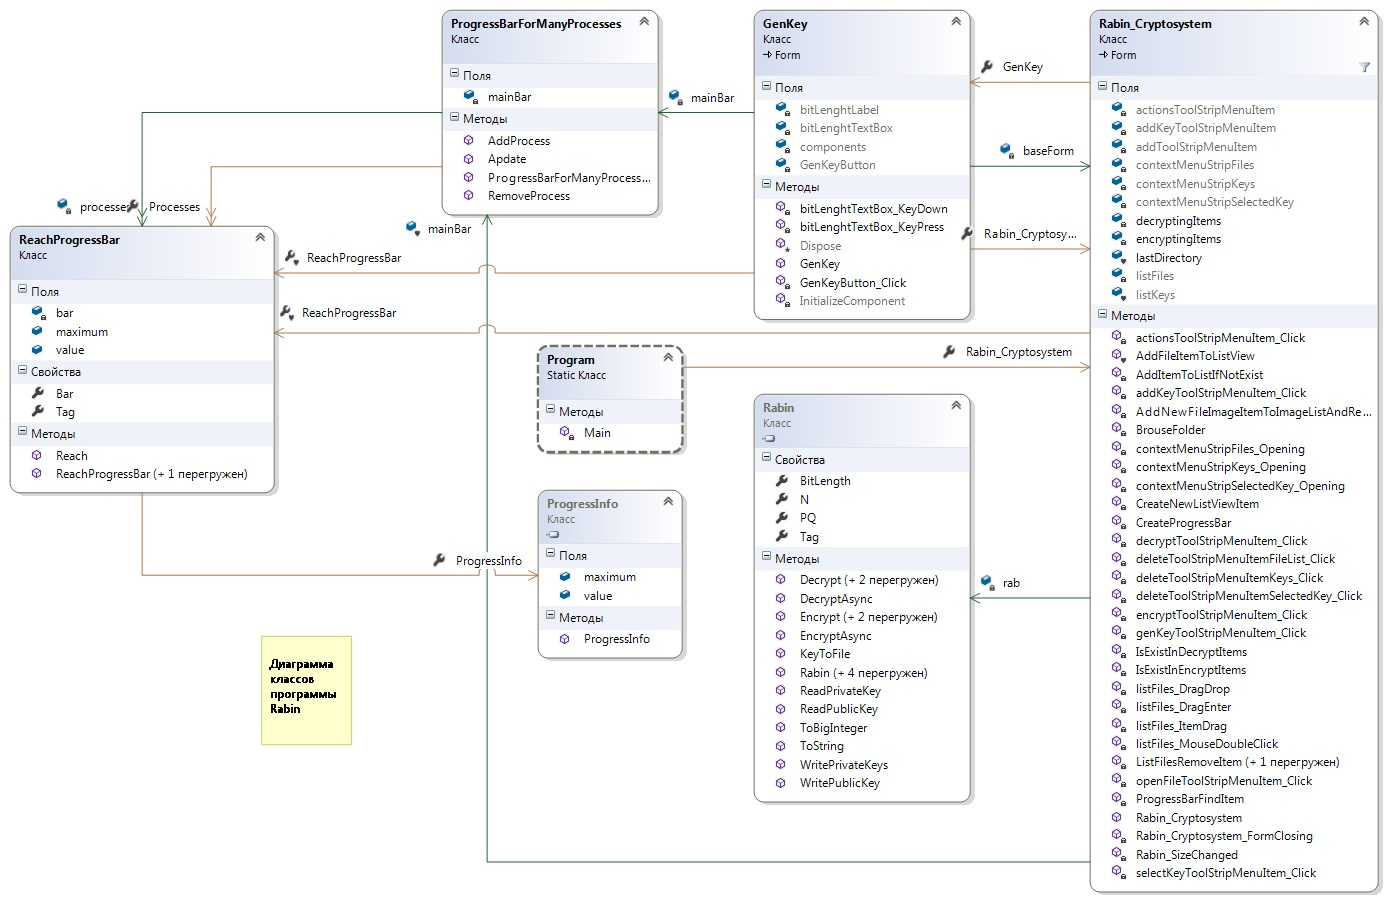 ProgressBarForManyProcesses
Класс
Поля
mainBar
Методы
AddProcess
Apdate
ProgressBarForManyProcess...
RemoveProcess
GenKey
Класс
Form
Поля
bitLenghtLabel
bitLenghtTextBox
components
GenKeyButton
Методы
bitLenghtTextBox_KeyDown
bitLenghtTextBox_KeyPress
Dispose
GenKey
GenKeyButton_Click
InitializeComponent
Rabin_Cryptosystem
Класс
Form
Поля
actionsToolStripMenuItem
addKeyToolStripMenuItem
addToolStripMenuItem
contextMenuStripFiles
contextMenuStripKeys
contextMenuStripSelectedKey
decryptingItems
encryptingItems
lastDirectory
listFiles
listKeys
Методы
actionsToolStripMenuItem_Click
AddFileItemToListView
AddItemToListIfNotExist
addKeyToolStripMenuItem_Click
AddNewFileImageItemToImageListAndRe...
BrouseFolder
contextMenuStripFiles_Opening
contextMenuStripKeys_Opening
contextMenuStripSelectedKey_Opening
CreateNewListViewItem
CreateProgressBar
decryptToolStripMenuItem_Click
deleteToolStripMenuItemFileList_Click
deleteToolStripMenuItemKeys_Click
deleteToolStripMenuItemSelectedKey_Click
encryptToolStripMenuItem_Click
genKeyToolStripMenuItem_Click
IsExistInDecryptItems
IsExistInEncryptItems
listFiles_DragDrop
listFiles_DragEnter
listFiles_ItemDrag
listFiles_MouseDoubleClick
ListFilesRemoveItem (+ 1 перегружен)
openFileToolStripMenuItem_Click
ProgressBarFindItem
Rabin_Cryptosystem
Rabin_Cryptosystem_FormClosing
Rabin_SizeChanged
selectKeyToolStripMenuItem_Click
GenKey
mainBar
baseForm
processes
Processes
mainBar
Rabin_Cryptosy...
ReachProgressBar
ReachProgressBar
Rabin_Cryptosystem
ReachProgressBar
Класс
Поля
bar
maximum
value
Свойства
Bar
Tag
Методы
Reach
ReachProgressBar (+ 1 перегружен)
Program
Static Класс
Методы
Main
Rabin
Класс
Свойства
BitLength
N
PQ
Tag
Методы
Decrypt (+ 2 перегружен)
DecryptAsync
Encrypt (+ 2 перегружен)
EncryptAsync
KeyToFile
Rabin (+ 4 перегружен)
ReadPrivateKey
ReadPublicKey
ToBigInteger
ToString
WritePrivateKeys
WritePublicKey
ProgressInfo
Класс
Поля
maximum
value
Методы
ProgressInfo
ProgressInfo
rab
Диаграмма
классов
программы
Rabin